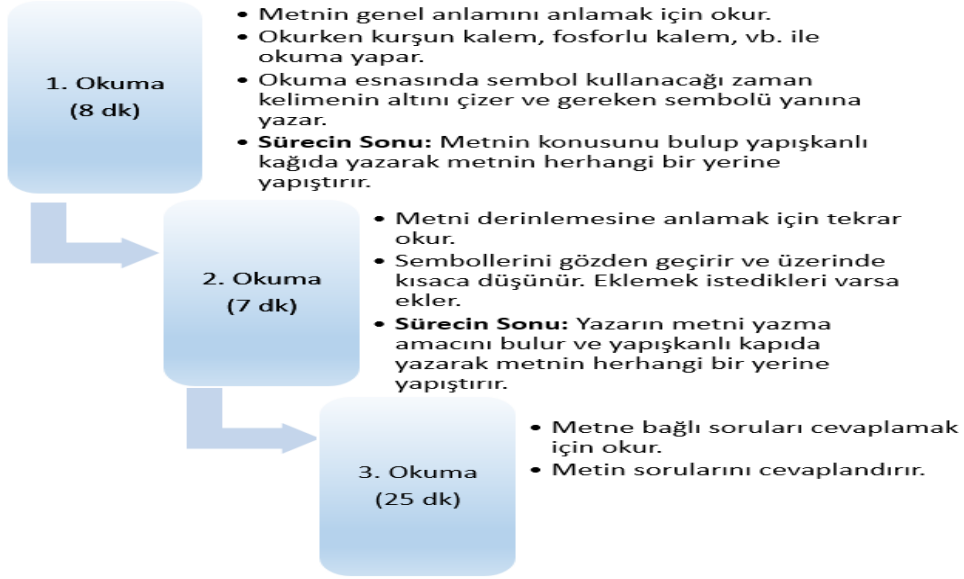 1. Okuma
(8 dk)
• Metnin genel anlamını anlamak için okur.
• Okurken kurşun kalem, fosforlu kalem, vb. ile
okuma yapar.
• Okuma esnasında sembol kullanacağı zaman
kelimenin altını çizer ve gereken sembolü yanına
yazar.
• Sürecin Sonu: Metnin konusunu bulup yapışkanlı
kağıda yazarak metnin herhangi bir yerine
yapıştırır.
2. Okuma
(7 dk)
• Metni derinlemesine anlamak için tekrar
okur.
• Sembollerini gözden geçirir ve üzerinde
kısaca düşünür. Eklemek istedikleri varsa
ekler.
• Sürecin Sonu: Yazarın metni yazma
amacını bulur ve yapışkanlı kapıda
yazarak metnin herhangi bir yerine
yapıştırır.
3. Okuma
(25 dk)
• Metne bağlı soruları cevaplamak
için okur.
• Metin sorularını cevaplandırır.